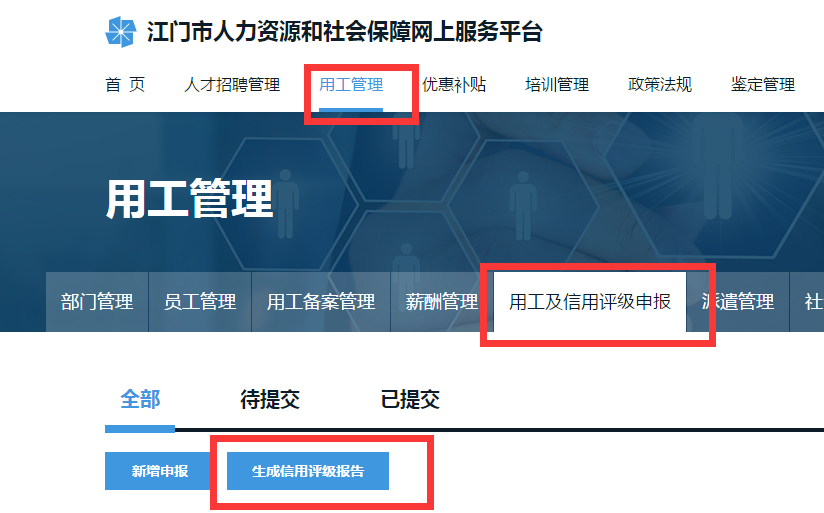 江门市人力资源和社会保障网上服务平台
首 页 人才招聘管理 用工管理 优惠补贴 培训管理 政策法规 鉴定管理
用工管理
部门管理 员工管理 用工备案管理 薪酬管理 用工及信用评级申报 派遣管理 社
全部 待提交 已提交
新增申报 生成信用评级报告